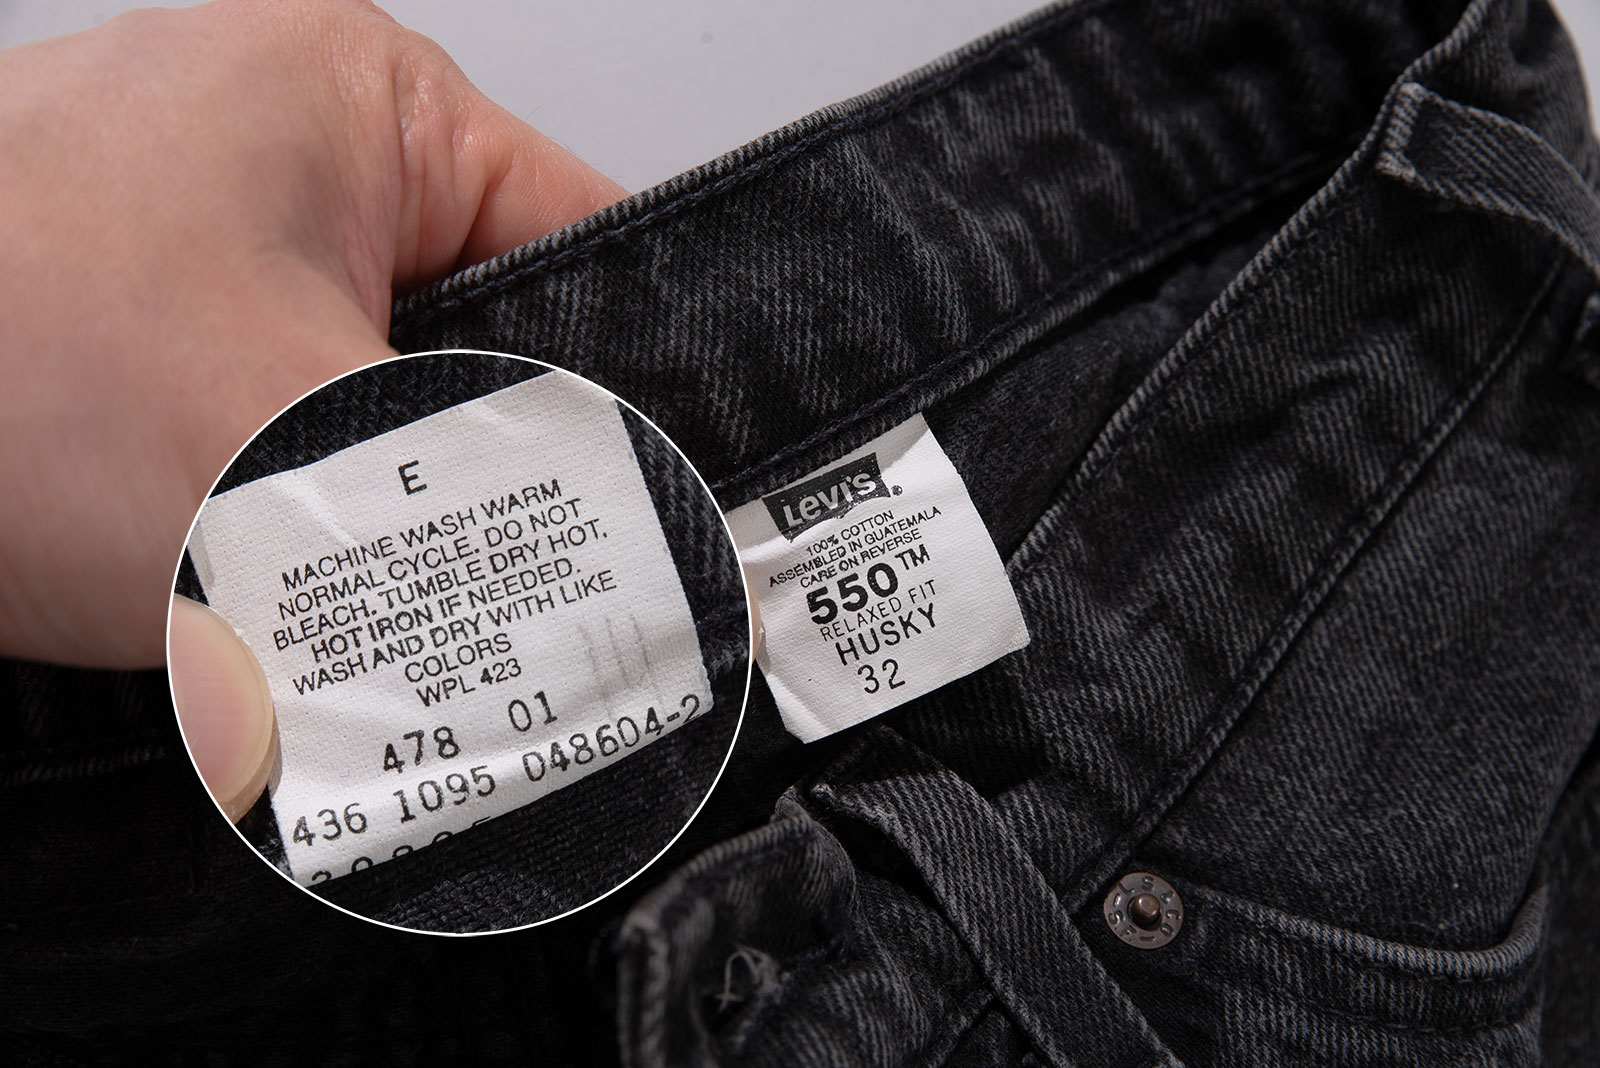 E
MACHINE WASH WARM
NORMAL CYCLE. DO NOT
BLEACH. TUMBLE DRY HOT.
HOT IRON IF NEEDED.
WASH AND DRY WITH LIKE
COLORS
WPL 423
478 01
436 1095 048604-2
Levi's®
100% COTTON
ASSEMBLED IN GUATEMALA
CARE ON REVERSE
550™
RELAXED FIT
HUSKY
32